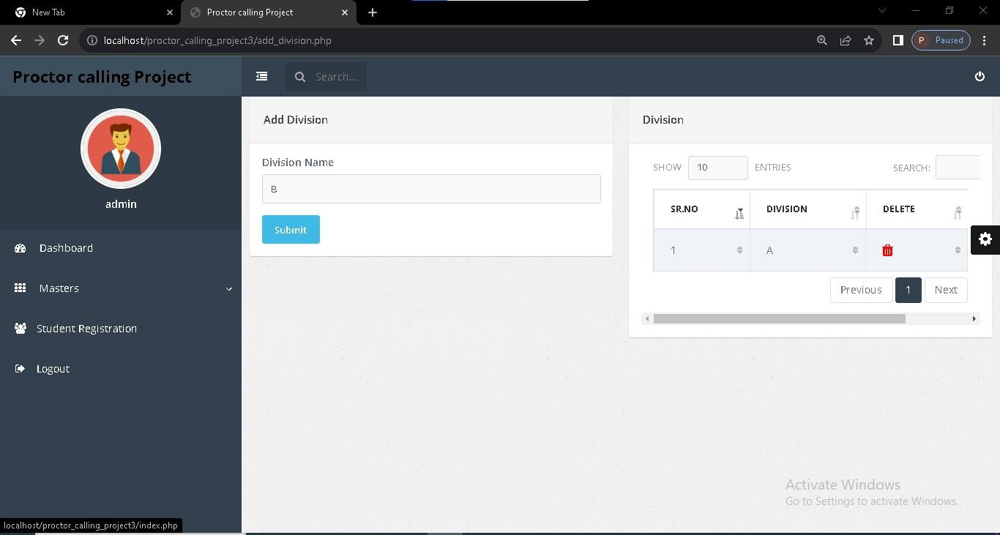 New Tab
Proctor calling Project
localhost/proctor_calling_project3/add_division.php
P Paused
Proctor calling Project
Search...
admin
Dashboard
Masters
Student Registration
Logout
Add Division
Division Name
B
Submit
Division
SHOW 10 ENTRIES SEARCH:
SR.NO DIVISION DELETE
1 A
Previous 1 Next
Activate Windows
Go to Settings to activate Windows.
localhost/proctor_calling_project3/index.php